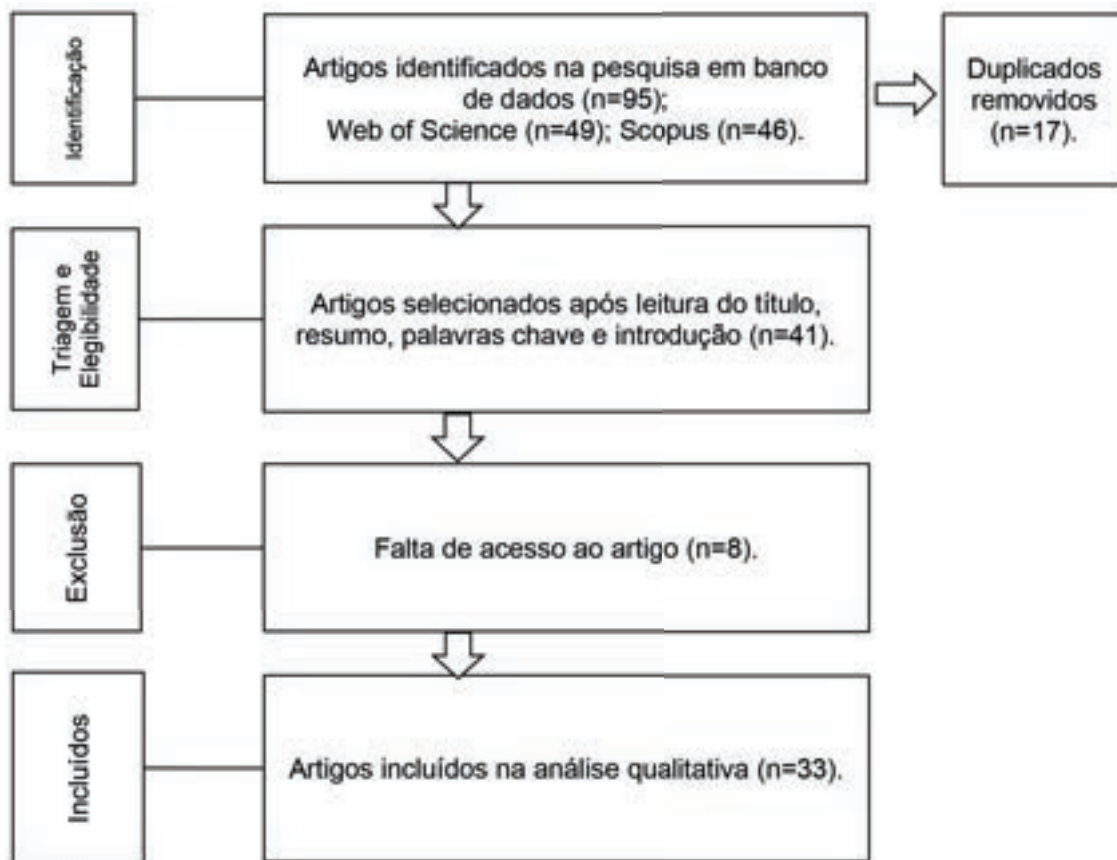 Identificação
Artigos identificados na pesquisa em banco
de dados (n=95);
Web of Science (n=49); Scopus (n=46).
Duplicados
removidos
(n=17).
Triagem e
Elegibilidade
Artigos selecionados após leitura do título,
resumo, palavras chave e introdução (n=41).
Exclusão
Falta de acesso ao artigo (n=8).
Incluídos
Artigos incluídos na análise qualitativa (n=33).